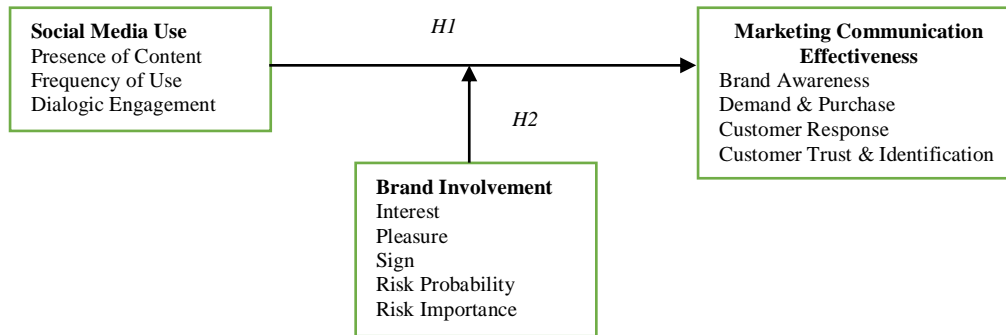 Social Media Use
Presence of Content
Frequency of Use
Dialogic Engagement
H1
Marketing Communication
Effectiveness
Brand Awareness
Demand & Purchase
Customer Response
Customer Trust & Identification
H2
Brand Involvement
Interest
Pleasure
Sign
Risk Probability
Risk Importance